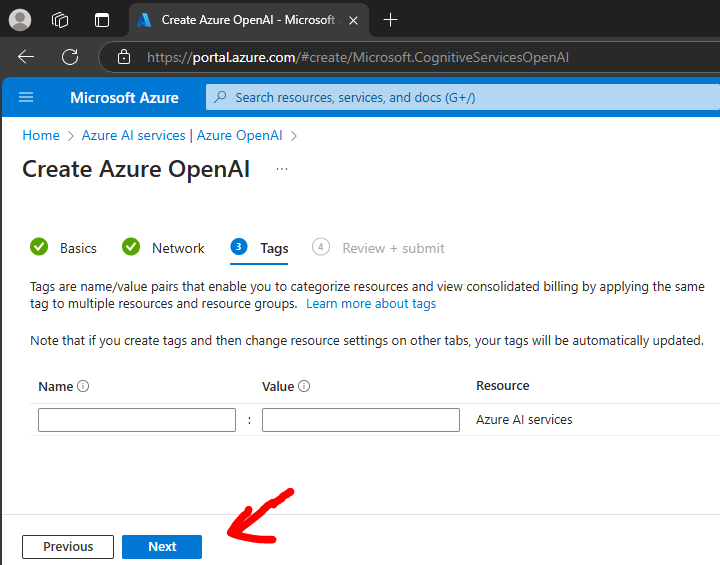 Create Azure OpenAI - Microsoft
https://portal.azure.com/#create/Microsoft.CognitiveServicesOpenAI
Microsoft Azure
Search resources, services, and docs (G+/)
Home > Azure AI services | Azure OpenAI >
Create Azure OpenAI ...
Basics Network 3 Tags 4 Review + submit
Tags are name/value pairs that enable you to categorize resources and view consolidated billing by applying the same
tag to multiple resources and resource groups. Learn more about tags
Note that if you create tags and then change resource settings on other tabs, your tags will be automatically updated.
Name Value Resource
: Azure AI services
Previous Next